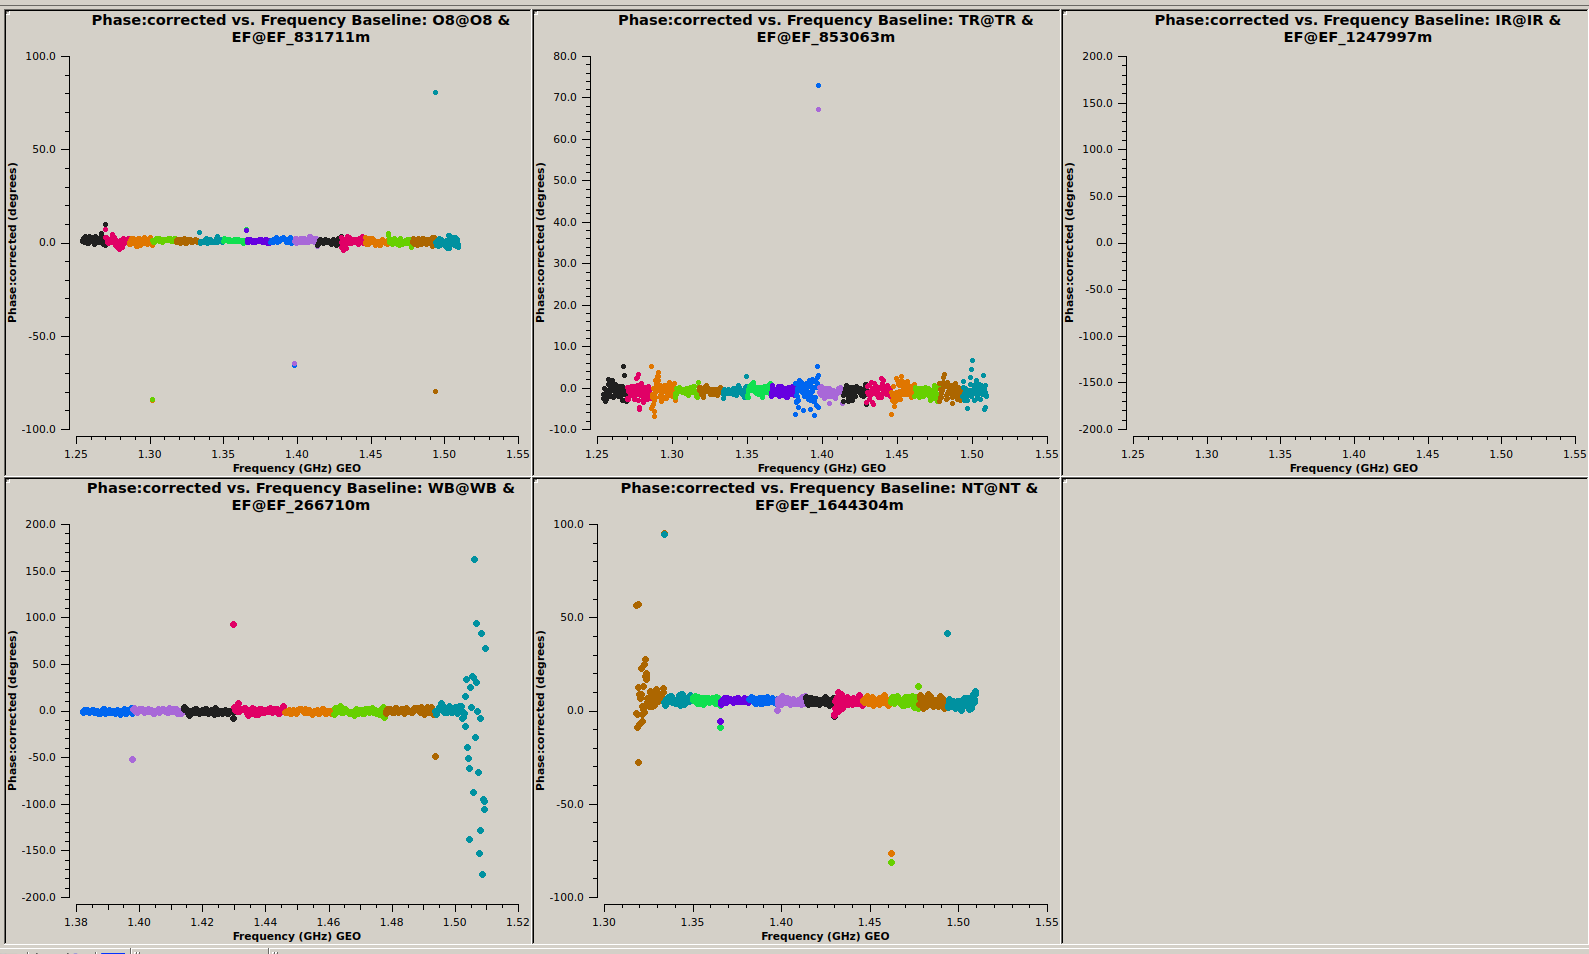 Phase:corrected vs. Frequency Baseline: O8@O8 &
EF@EF_831711m
100.0
50.0
0.0
-50.0
-100.0
Phase:corrected (degrees)
1.25 1.30 1.35 1.40 1.45 1.50 1.55
Frequency (GHz) GEO
Phase:corrected vs. Frequency Baseline: TR@TR &
EF@EF_853063m
80.0
70.0
60.0
50.0
40.0
30.0
20.0
10.0
0.0
-10.0
Phase:corrected (degrees)
1.25 1.30 1.35 1.40 1.45 1.50 1.55
Frequency (GHz) GEO
Phase:corrected vs. Frequency Baseline: IR@IR &
EF@EF_1247997m
200.0
150.0
100.0
50.0
0.0
-50.0
-100.0
-150.0
-200.0
Phase:corrected (degrees)
1.25 1.30 1.35 1.40 1.45 1.50 1.55
Frequency (GHz) GEO
Phase:corrected vs. Frequency Baseline: WB@WB &
EF@EF_266710m
200.0
150.0
100.0
50.0
0.0
-50.0
-100.0
-150.0
-200.0
Phase:corrected (degrees)
1.38 1.40 1.42 1.44 1.46 1.48 1.50 1.52
Frequency (GHz) GEO
Phase:corrected vs. Frequency Baseline: NT@NT &
EF@EF_1644304m
100.0
50.0
0.0
-50.0
-100.0
Phase:corrected (degrees)
1.30 1.35 1.40 1.45 1.50 1.55
Frequency (GHz) GEO